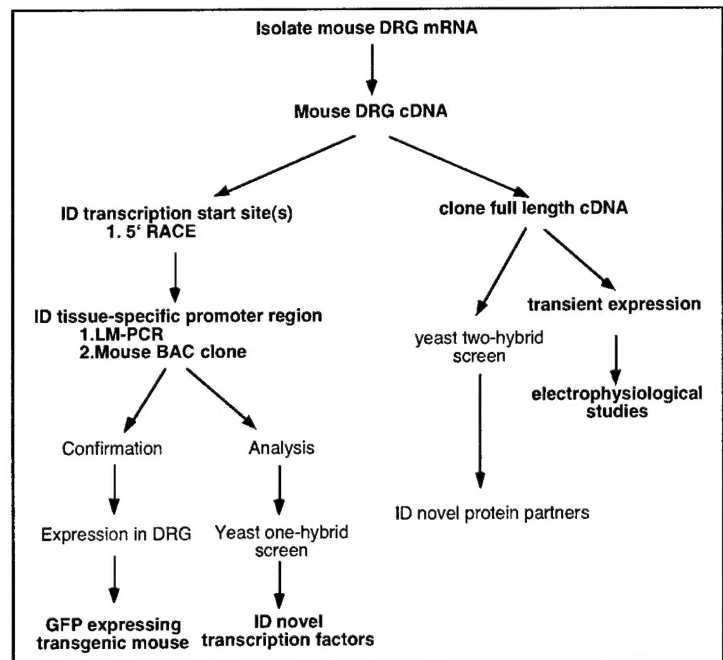 Isolate mouse DRG mRNA
Mouse DRG cDNA
ID transcription start site(s)
1. 5' RACE
clone full length cDNA
ID tissue-specific promoter region
1.LM-PCR
2.Mouse BAC clone
yeast two-hybrid
screen
transient expression
electrophysiological
studies
Confirmation
Analysis
ID novel protein partners
Expression in DRG
Yeast one-hybrid
screen
GFP expressing
transgenic mouse
ID novel
transcription factors